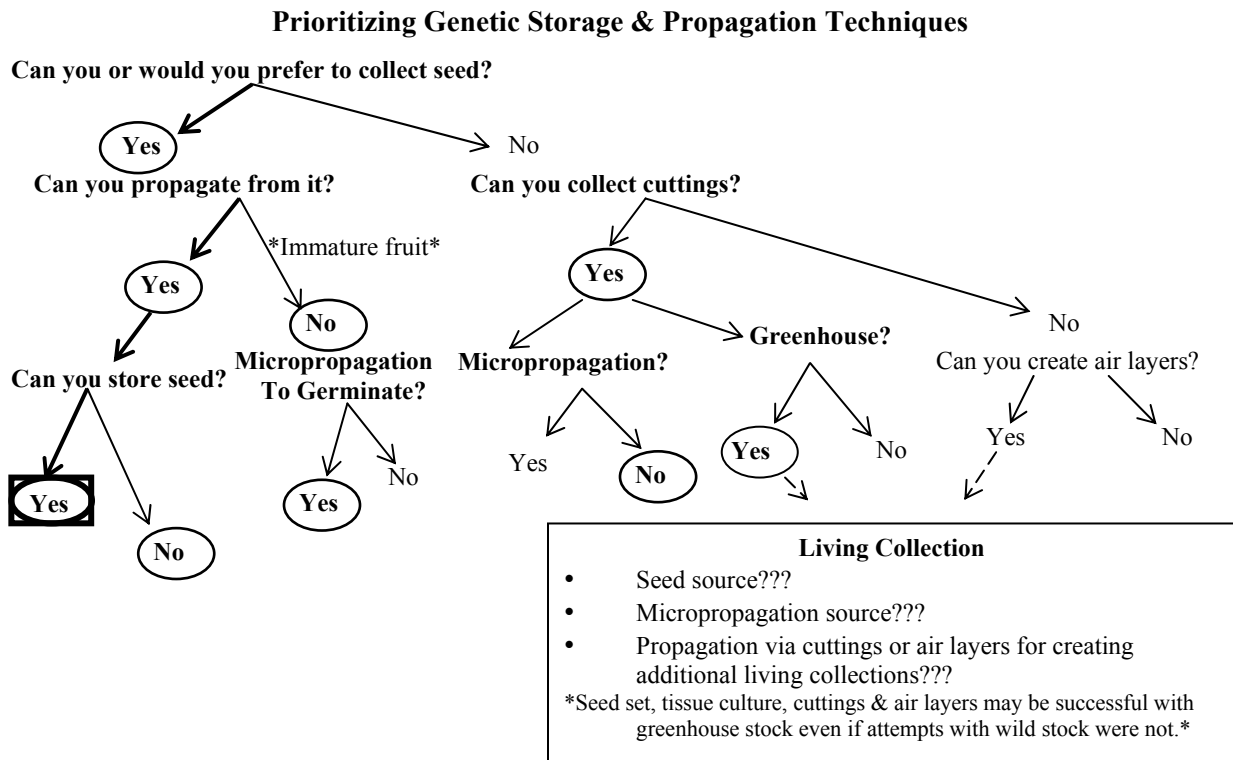 Prioritizing Genetic Storage & Propagation Techniques
Can you or would you prefer to collect seed?
Yes
No
Can you propagate from it?
Can you collect cuttings?
*Immature fruit*
Yes
Yes
No
No
Greenhouse?
Micropropagation
To Germinate?
Micropropagation?
Can you create air layers?
Can you store seed?
Yes
No
Yes
No
Yes
No
Yes
No
Yes
No
Living Collection
• Seed source???
• Micropropagation source???
• Propagation via cuttings or air layers for creating
additional living collections???
*Seed set, tissue culture, cuttings & air layers may be successful with
greenhouse stock even if attempts with wild stock were not.*